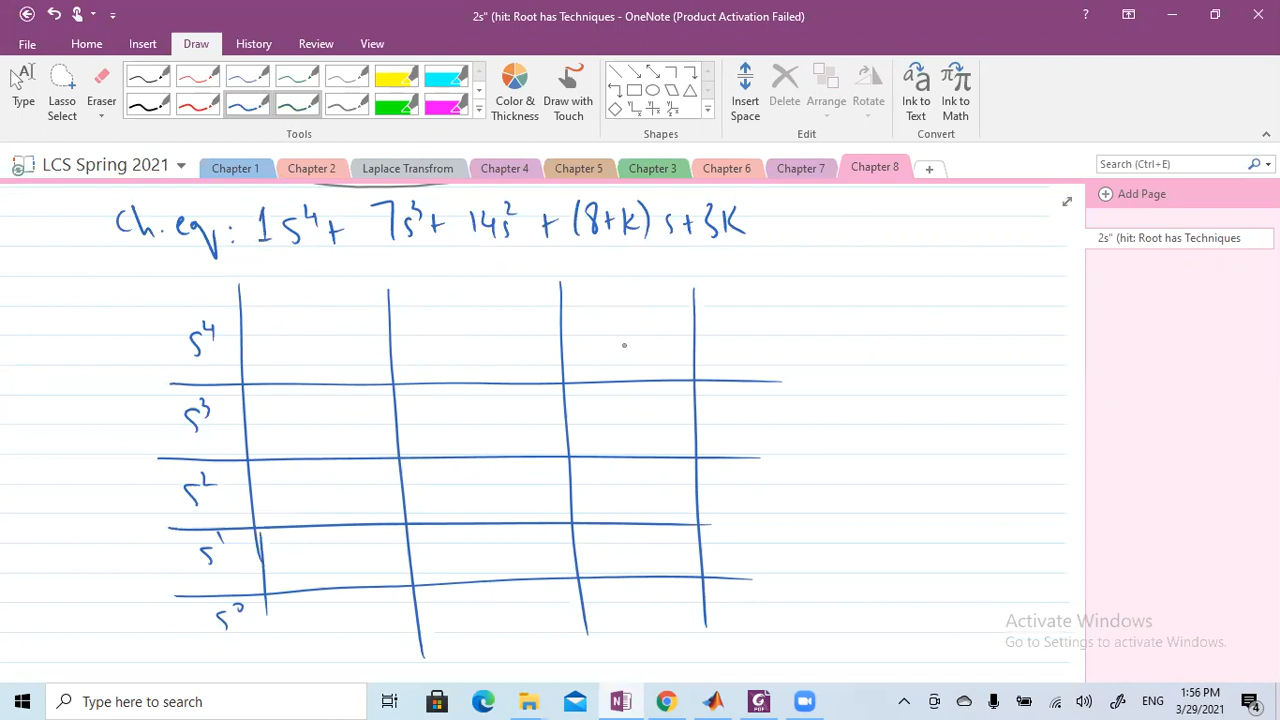 2s" (hit: Root has Techniques - OneNote (Product Activation Failed)
File Home Insert Draw History Review View
Type Lasso Select Eraser Color & Thickness Draw with Touch Insert Space Delete Arrange Rotate Ink to Text Ink to Math
Tools Shapes Edit Convert
LCS Spring 2021 Chapter 1 Chapter 2 Laplace Transfrom Chapter 4 Chapter 5 Chapter 3 Chapter 6 Chapter 7 Chapter 8 Search (Ctrl+E)
Add Page
2s" (hit: Root has Techniques
Ch. eq: 1s⁴ + 7s³ + 14s² + (8+K) s + 3K
s⁴
s³
s²
s¹
s⁰
Activate Windows
Go to Settings to activate Windows.
Type here to search ENG 1:56 PM
3/29/2021 4